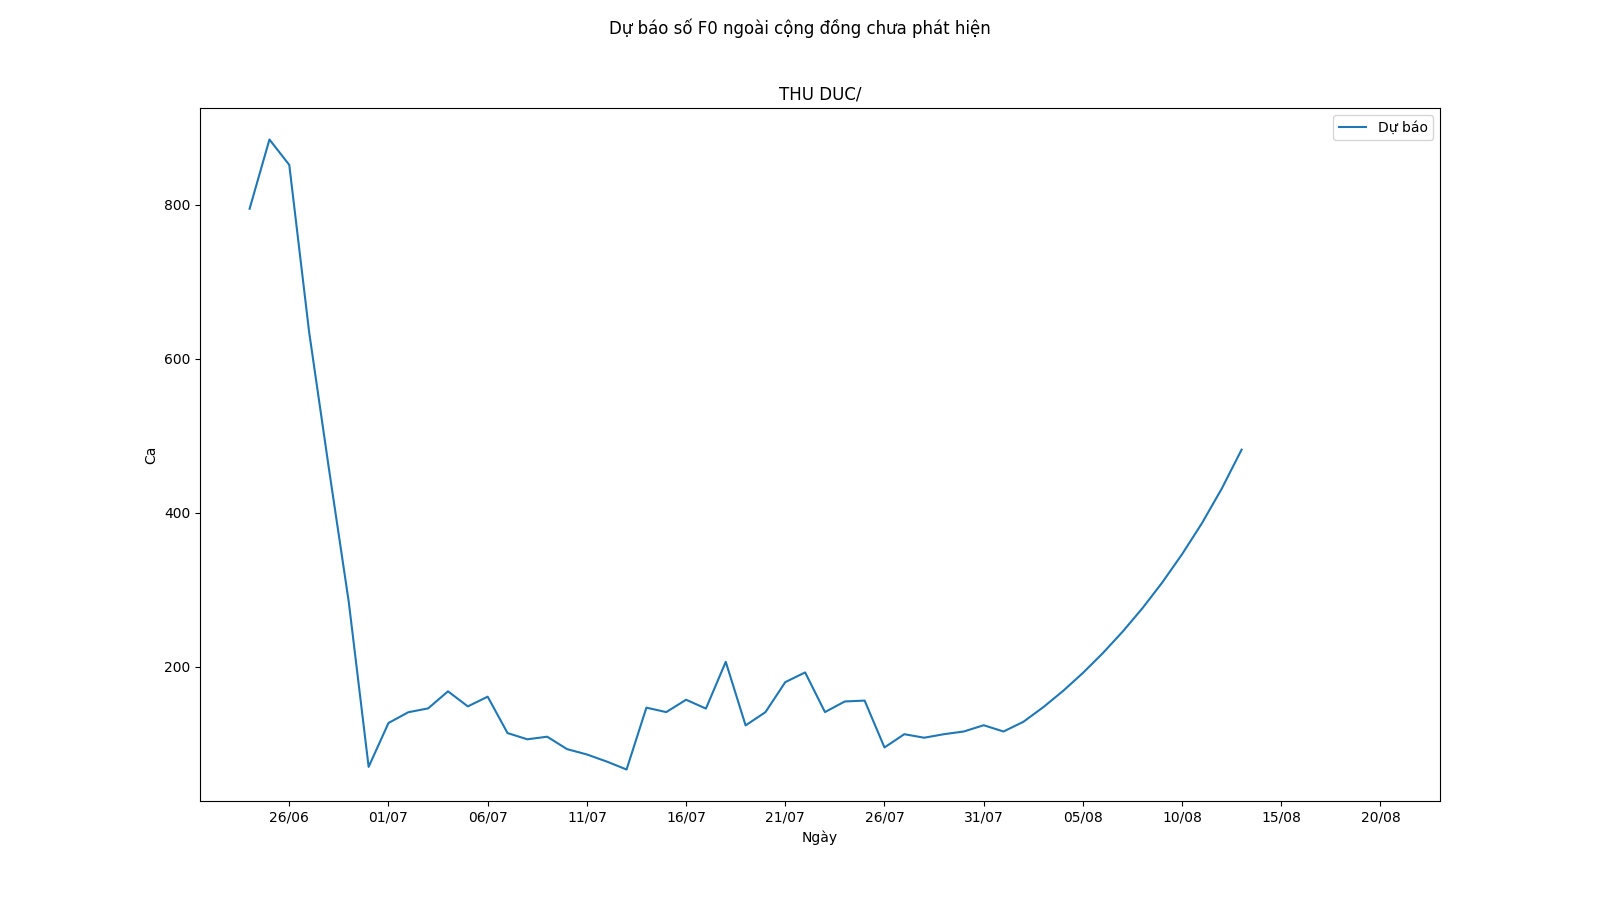 Dự báo số F0 ngoài cộng đồng chưa phát hiện
THU DUC/
Dự báo
800
600
400
200
Ca
26/06 01/07 06/07 11/07 16/07 21/07 26/07 31/07 05/08 10/08 15/08 20/08
Ngày